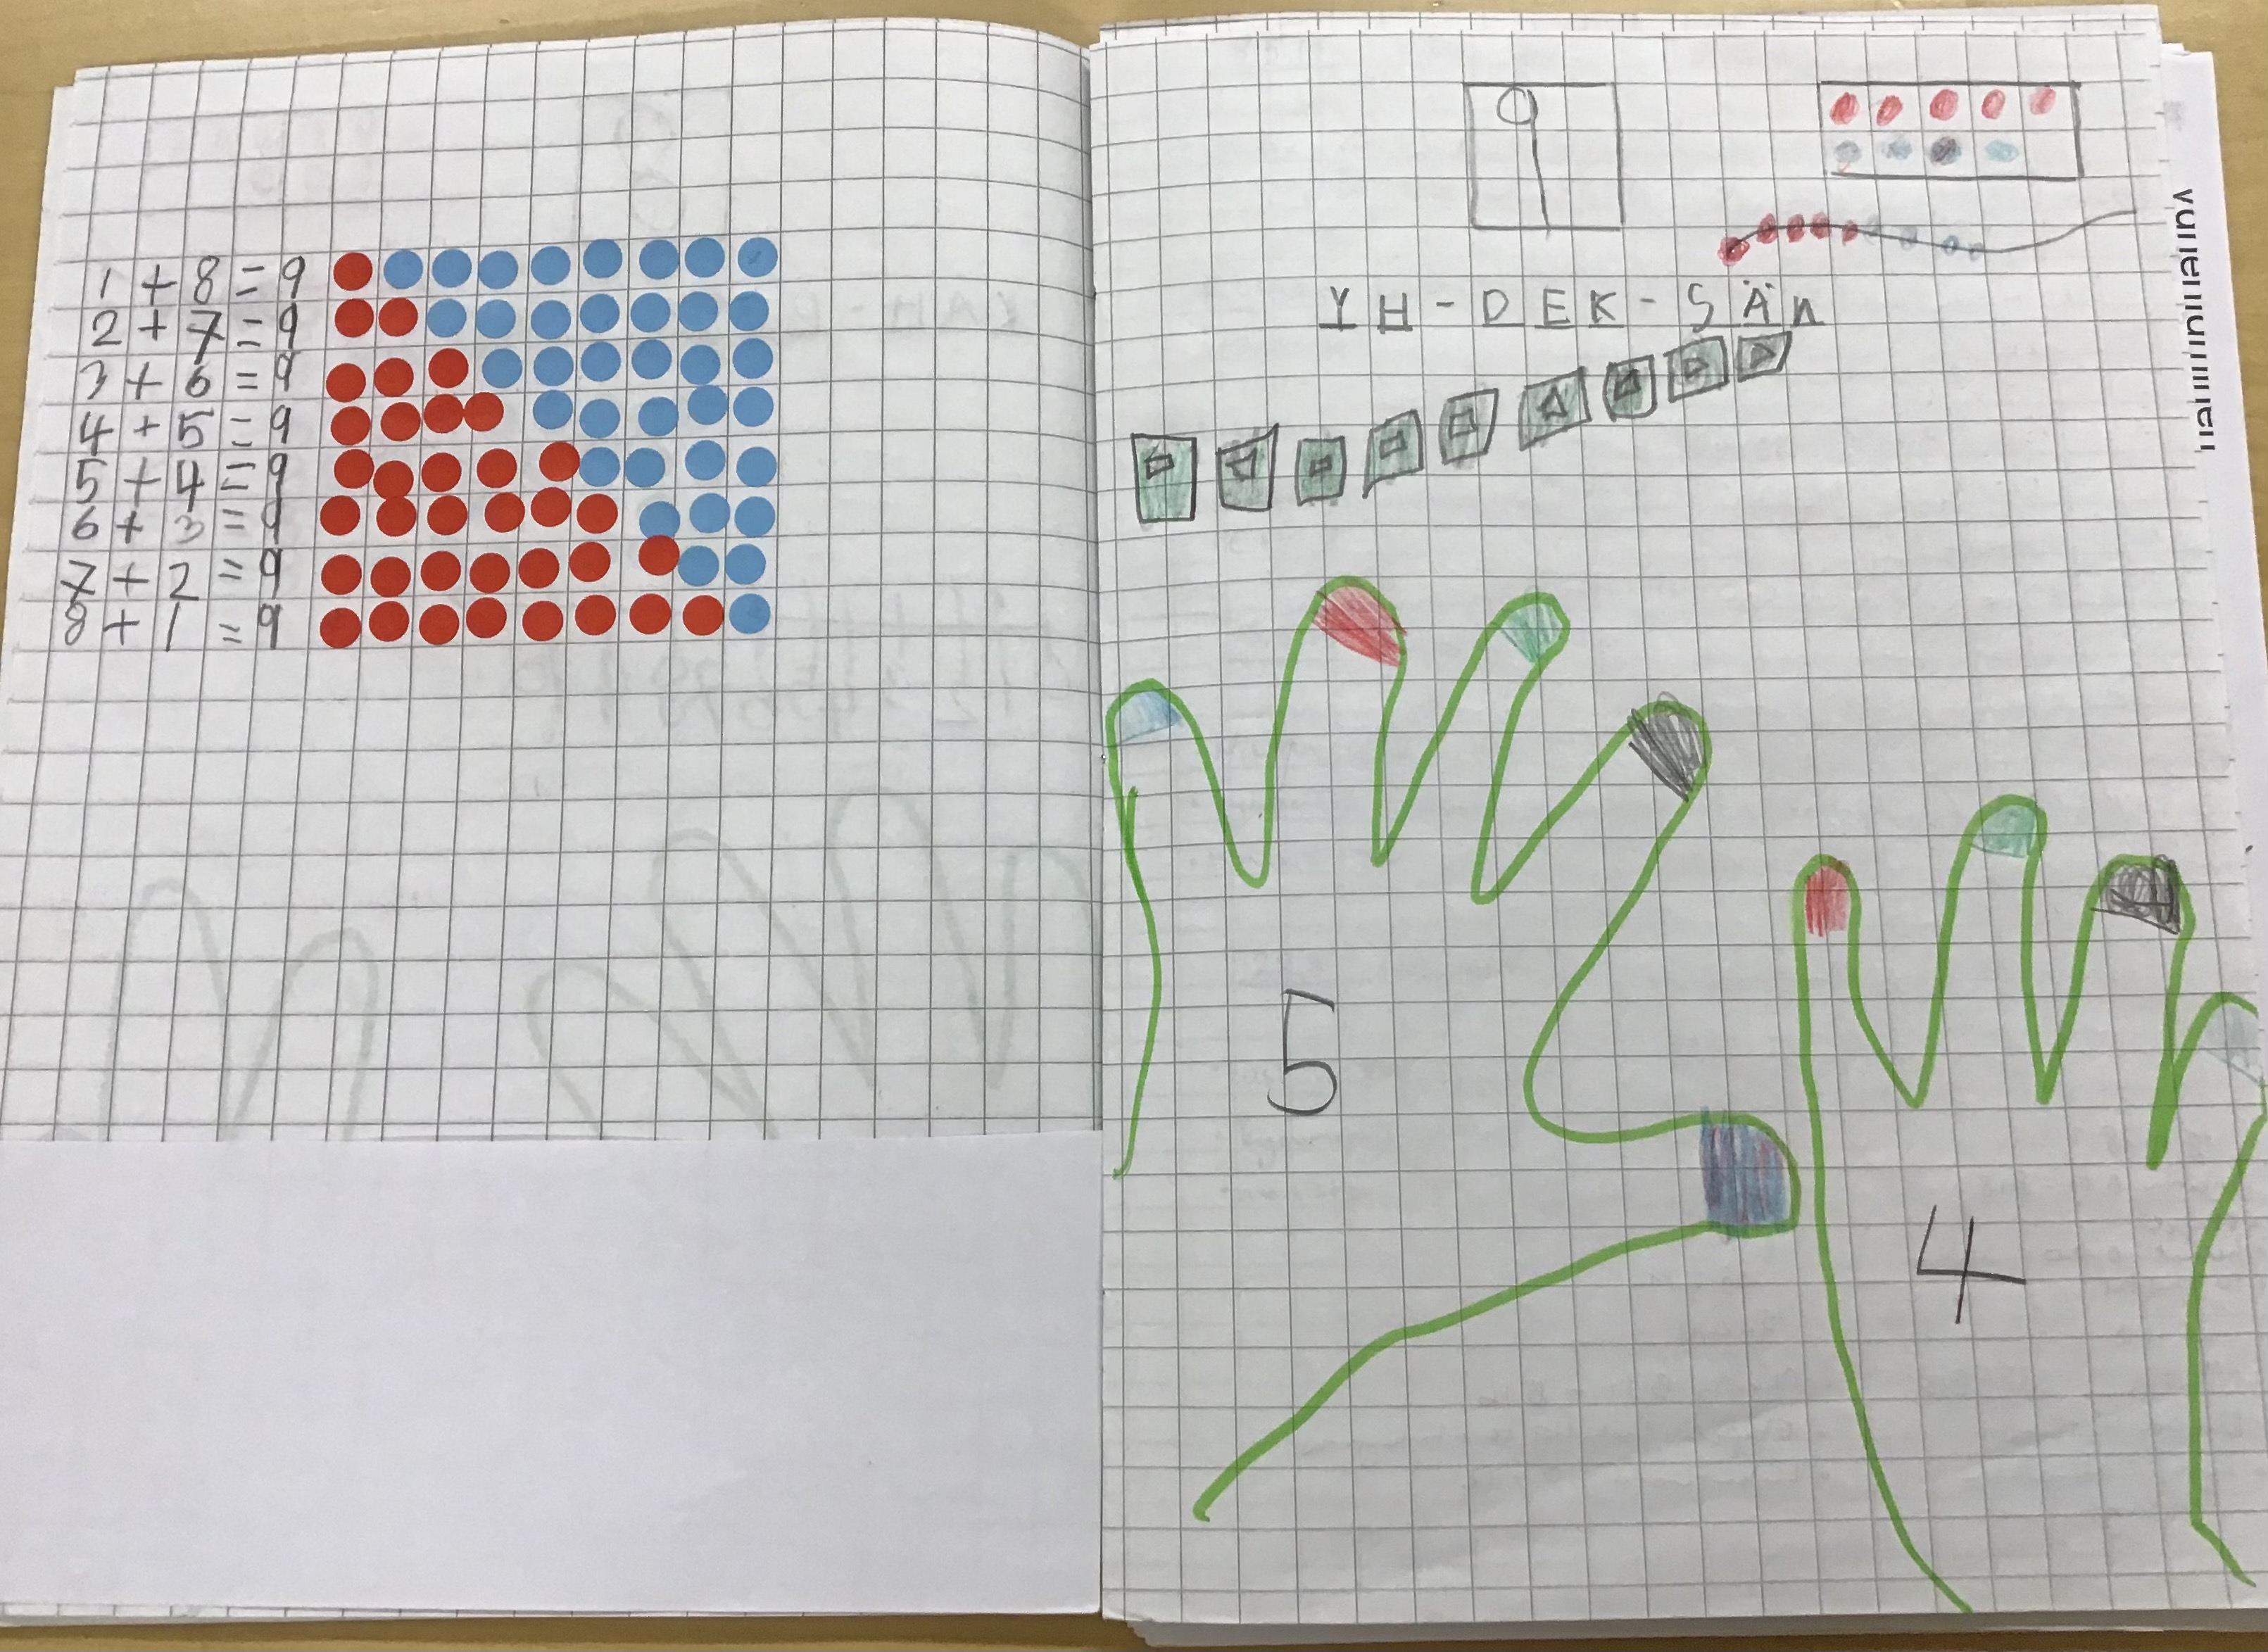 1 + 8 = 9
2 + 7 = 9
3 + 6 = 9
4 + 5 = 9
5 + 4 = 9
6 + 3 = 9
7 + 2 = 9
8 + 1 = 9
9
YH-DEK-SÄN
5
4